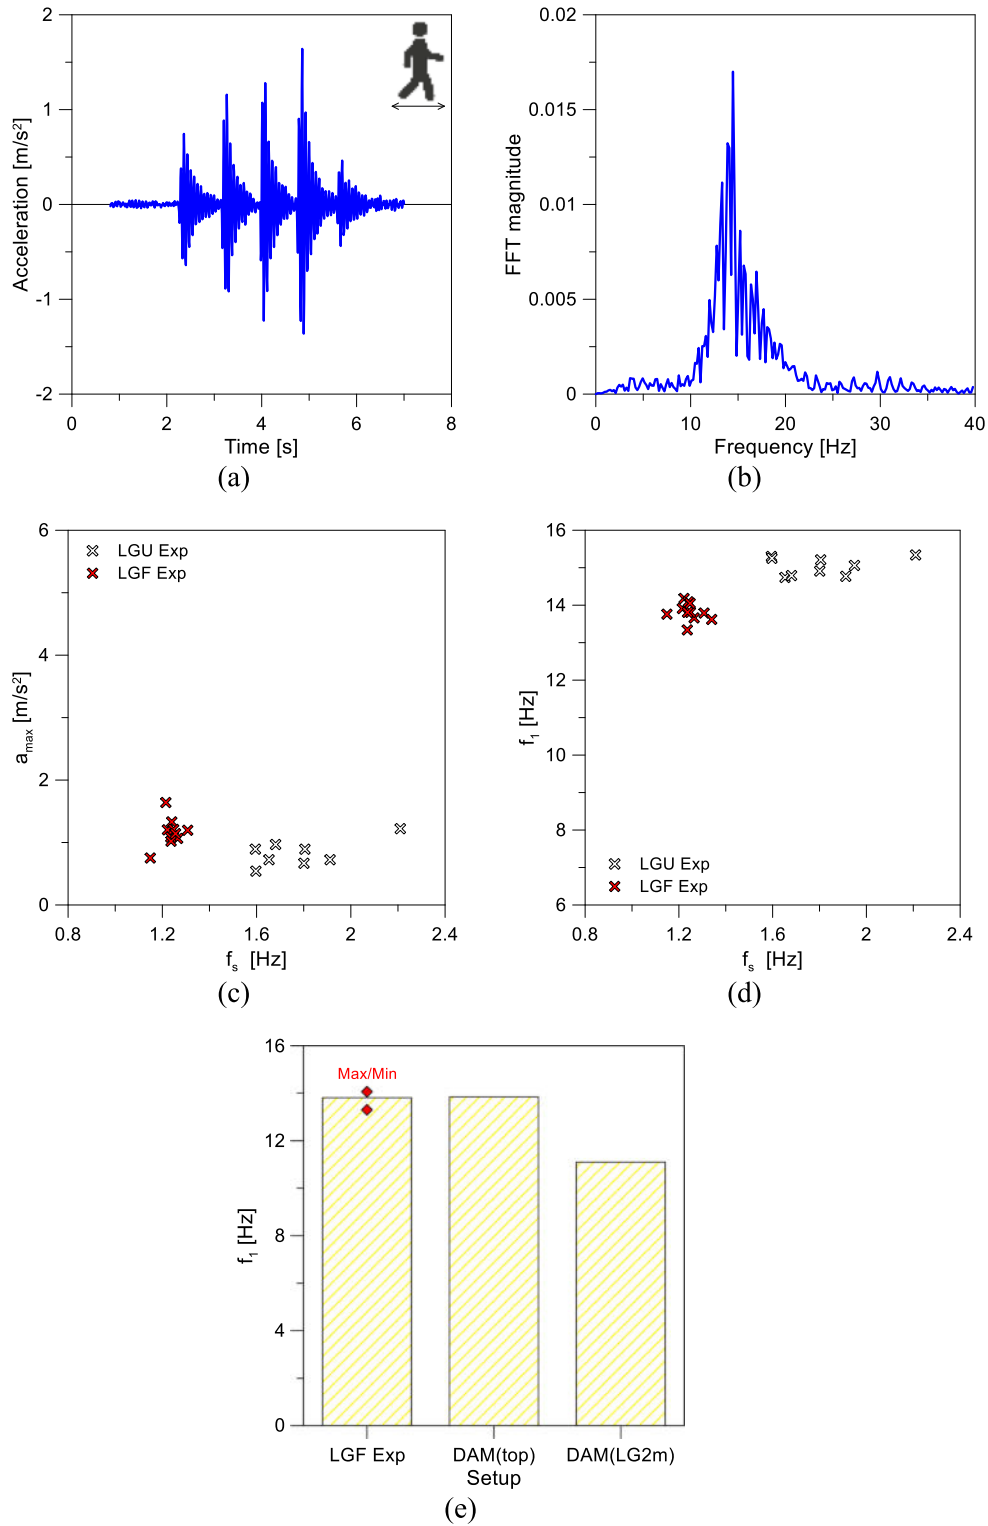 2
1
0
-1
-2
Acceleration [m/s²]
0 2 4 6 8
Time [s]
(a)
0.02
0.015
0.01
0.005
0
FFT magnitude
0 10 20 30 40
Frequency [Hz]
(b)
6
4
2
0
a_max [m/s²]
LGU Exp
LGF Exp
0.8 1.2 1.6 2 2.4
f_s [Hz]
(c)
16
14
12
10
8
6
f_1 [Hz]
LGU Exp
LGF Exp
0.8 1.2 1.6 2 2.4
f_s [Hz]
(d)
16
12
8
4
0
f_1 [Hz]
Max/Min
LGF Exp DAM(top) DAM(LG2m)
Setup
(e)